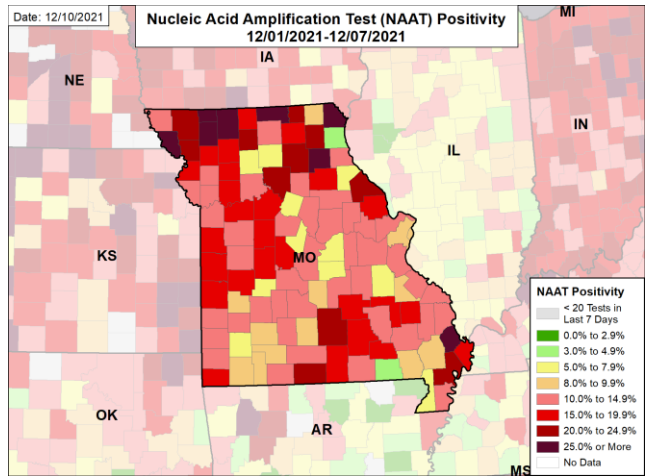 Date: 12/10/2021
Nucleic Acid Amplification Test (NAAT) Positivity
12/01/2021-12/07/2021
MI
IA
NE
IL
IN
KS
MO
OK
AR
MS
NAAT Positivity
< 20 Tests in
Last 7 Days
0.0% to 2.9%
3.0% to 4.9%
5.0% to 7.9%
8.0% to 9.9%
10.0% to 14.9%
15.0% to 19.9%
20.0% to 24.9%
25.0% or More
No Data